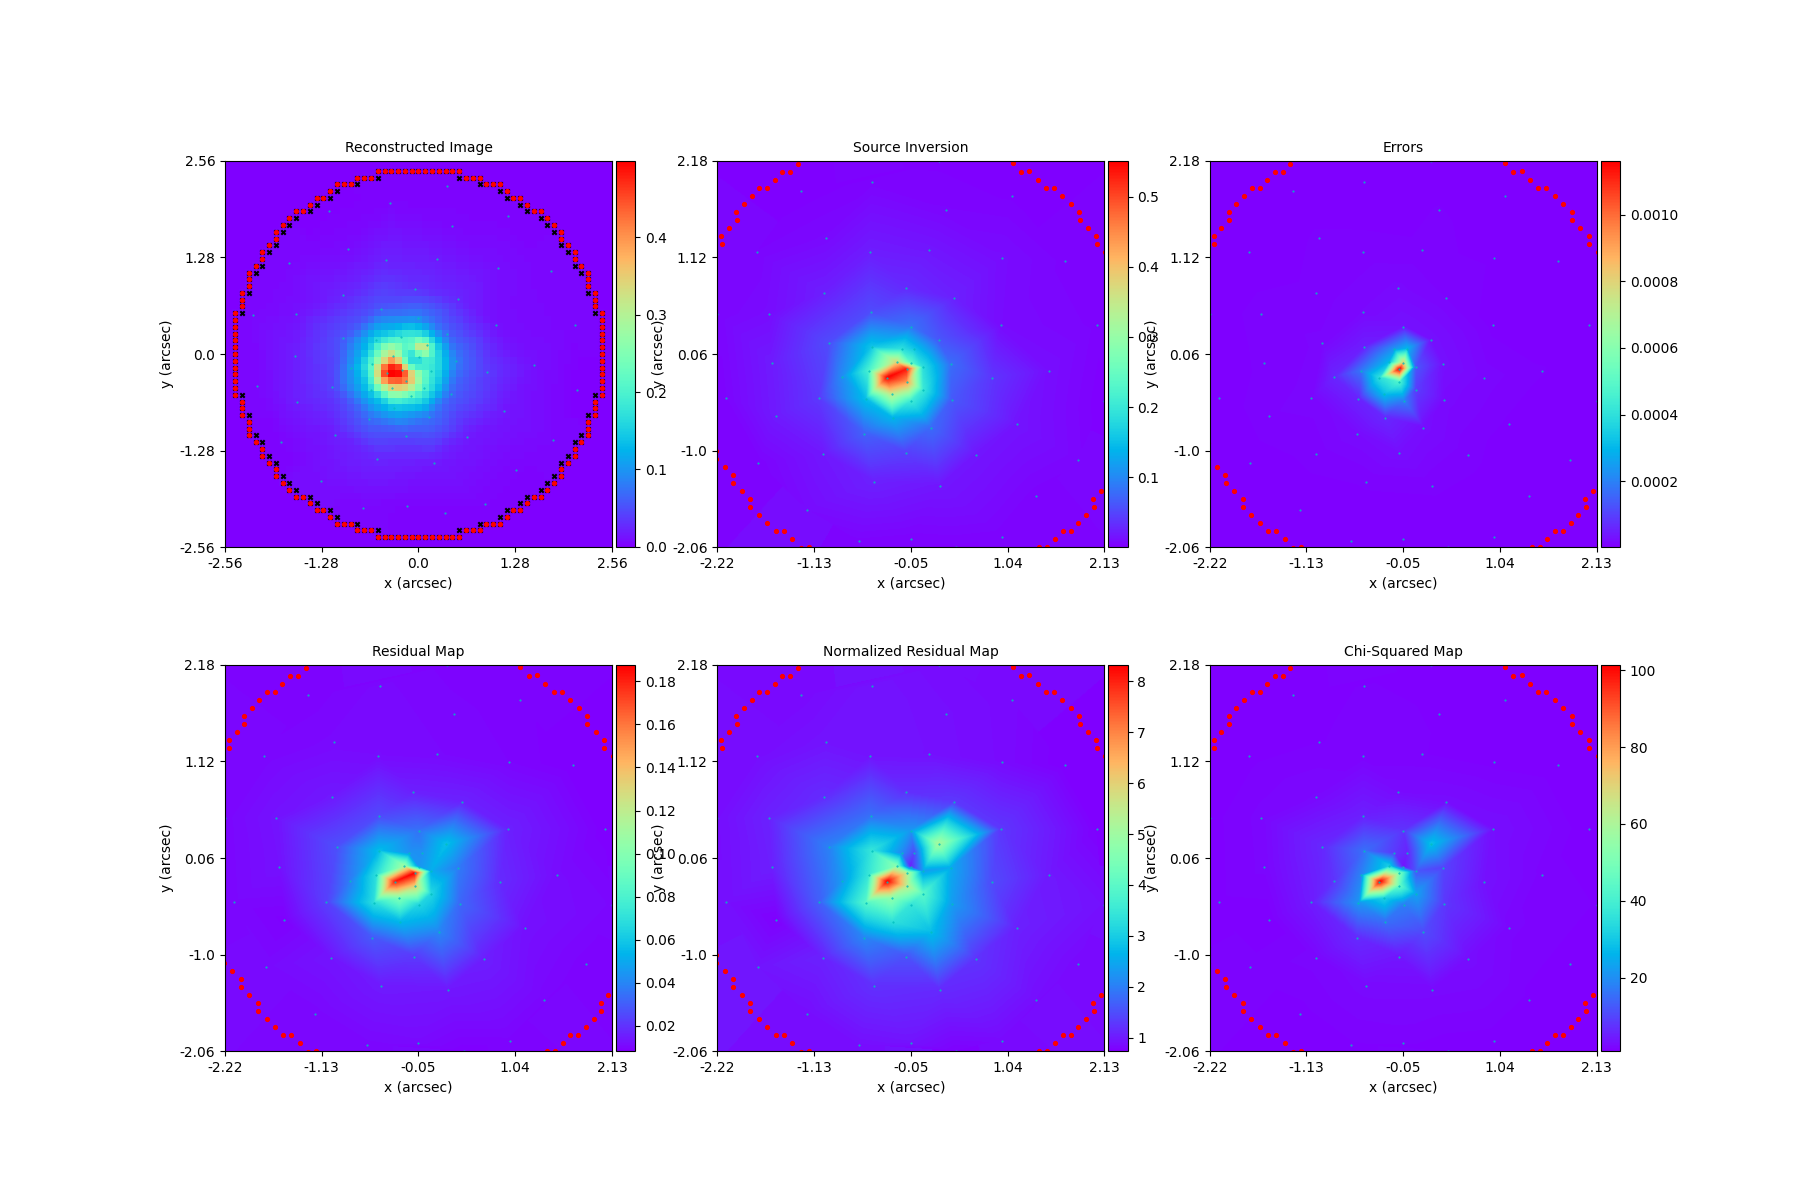 Reconstructed Image
2.56
1.28
0.0
-1.28
-2.56
-2.56 -1.28 0.0 1.28 2.56
x (arcsec)
y (arcsec)
0.4
0.3
0.2
0.1
0.0
Source Inversion
2.18
1.12
0.06
-1.0
-2.06
-2.22 -1.13 -0.05 1.04 2.13
x (arcsec)
y (arcsec)
0.5
0.4
0.3
0.2
0.1
Errors
2.18
1.12
0.06
-1.0
-2.06
-2.22 -1.13 -0.05 1.04 2.13
x (arcsec)
y (arcsec)
0.0010
0.0008
0.0006
0.0004
0.0002
Residual Map
2.18
1.12
0.06
-1.0
-2.06
-2.22 -1.13 -0.05 1.04 2.13
x (arcsec)
y (arcsec)
0.18
0.16
0.14
0.12
0.10
0.08
0.06
0.04
0.02
Normalized Residual Map
2.18
1.12
0.06
-1.0
-2.06
-2.22 -1.13 -0.05 1.04 2.13
x (arcsec)
y (arcsec)
8
7
6
5
4
3
2
1
Chi-Squared Map
2.18
1.12
0.06
-1.0
-2.06
-2.22 -1.13 -0.05 1.04 2.13
x (arcsec)
y (arcsec)
100
80
60
40
20